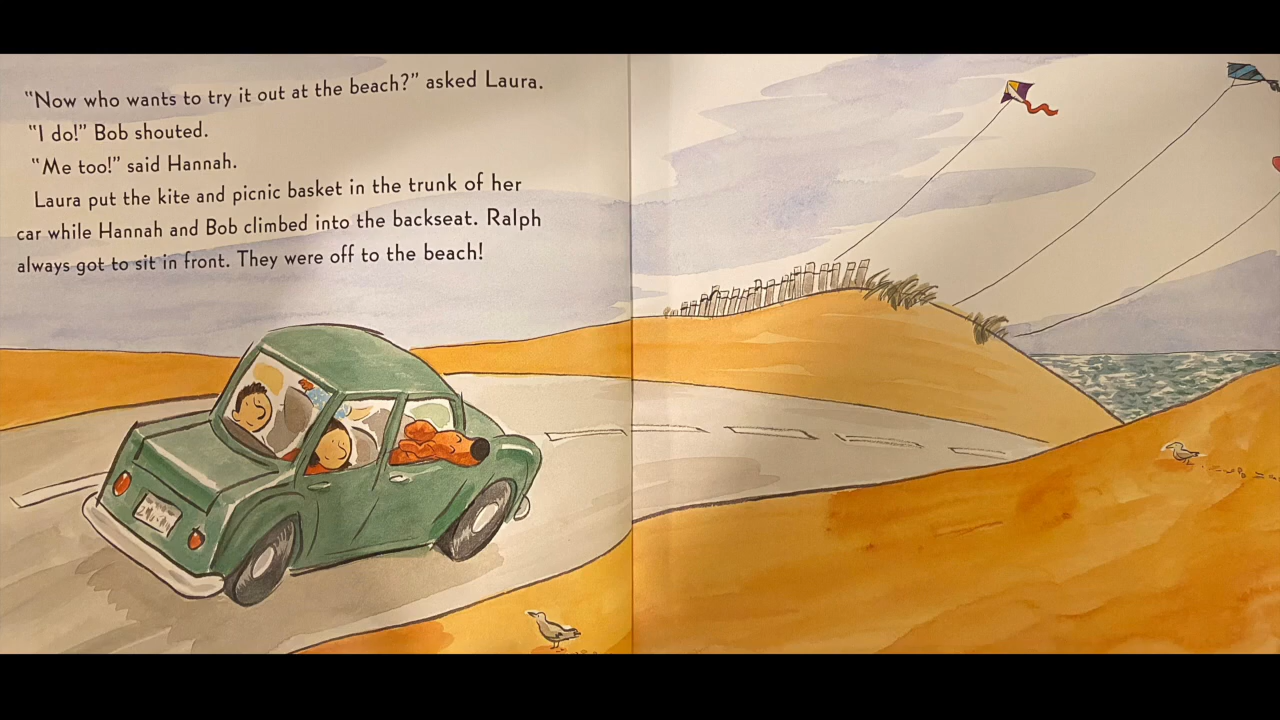 “Now who wants to try it out at the beach?” asked Laura.
“I do!” Bob shouted.
“Me too!” said Hannah.
Laura put the kite and picnic basket in the trunk of her
car while Hannah and Bob climbed into the backseat. Ralph
always got to sit in front. They were off to the beach!